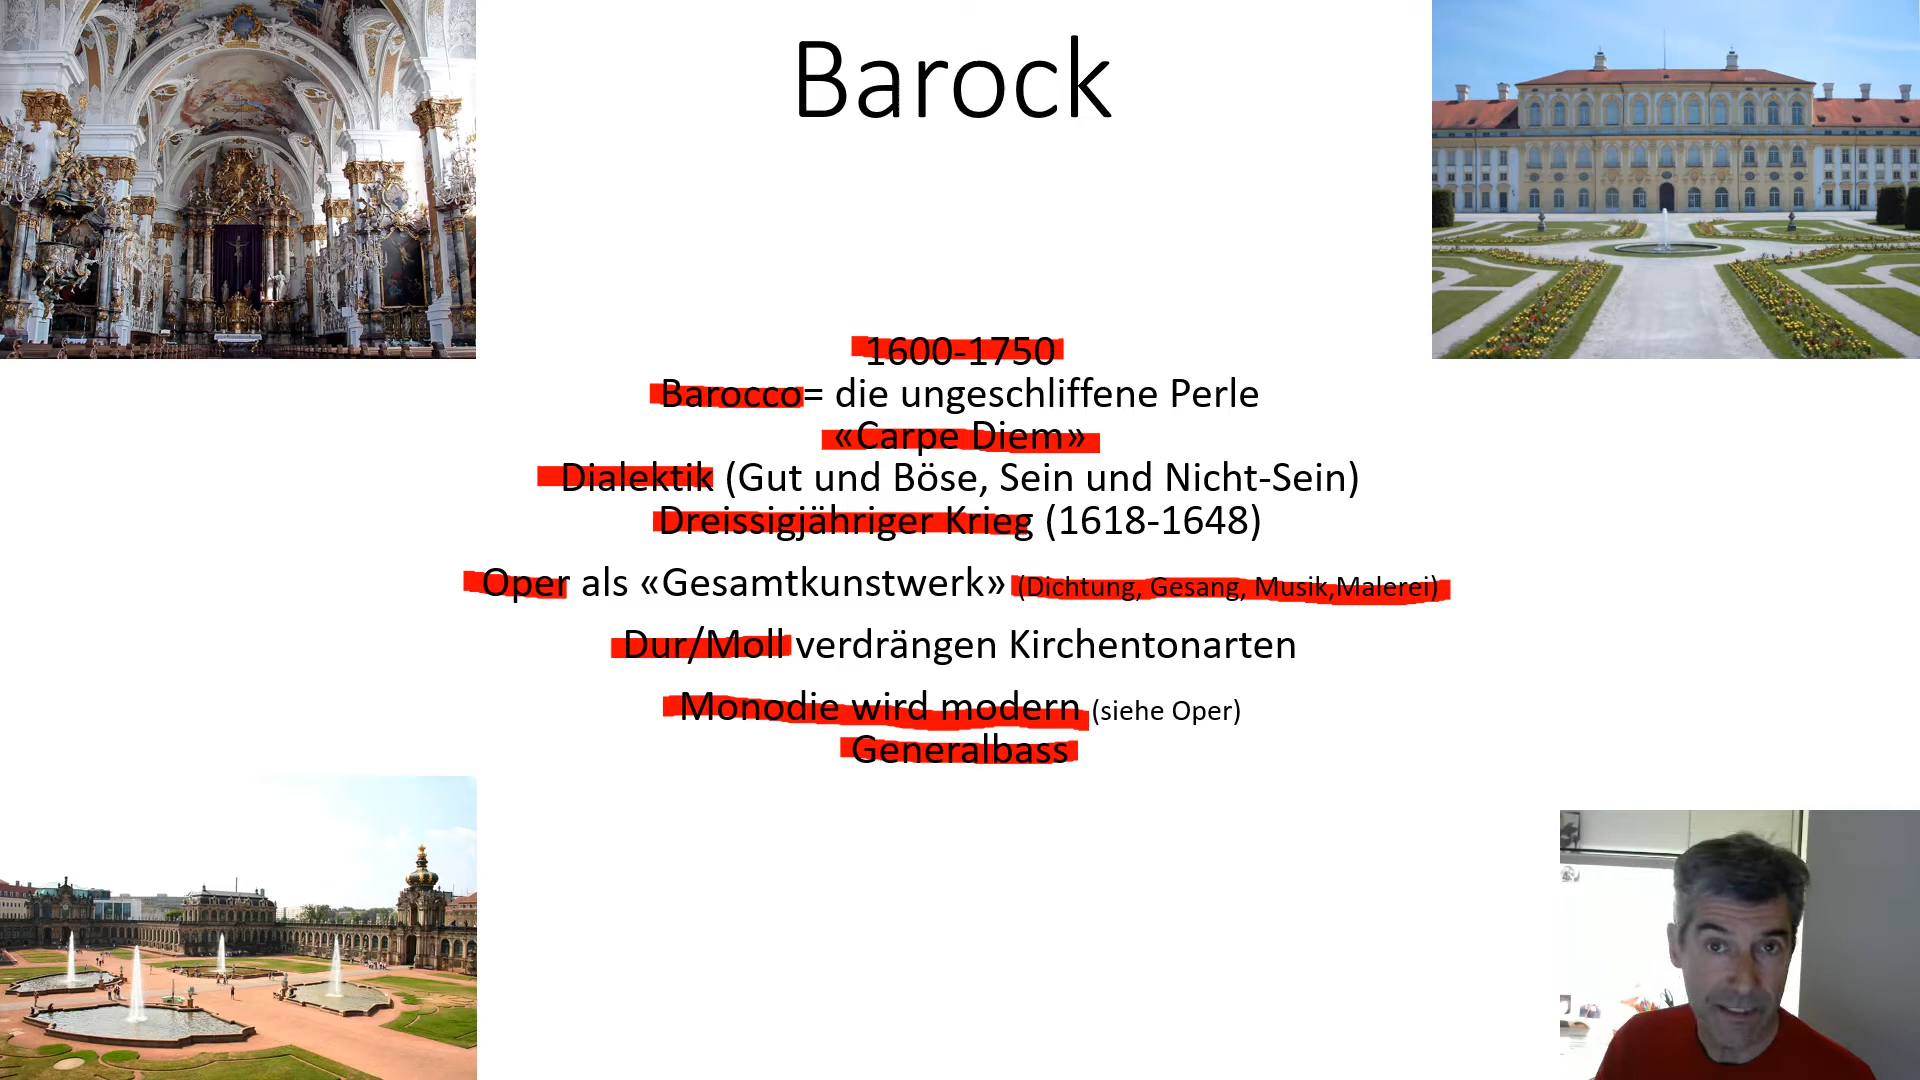 Barock
1600-1750
Barocco= die ungeschliffene Perle
«Carpe Diem»
Dialektik (Gut und Böse, Sein und Nicht-Sein)
Dreissigjähriger Krieg (1618-1648)
Oper als «Gesamtkunstwerk» (Dichtung, Gesang, Musik,Malerei)
Dur/Moll verdrängen Kirchentonarten
Monodie wird modern (siehe Oper)
Generalbass